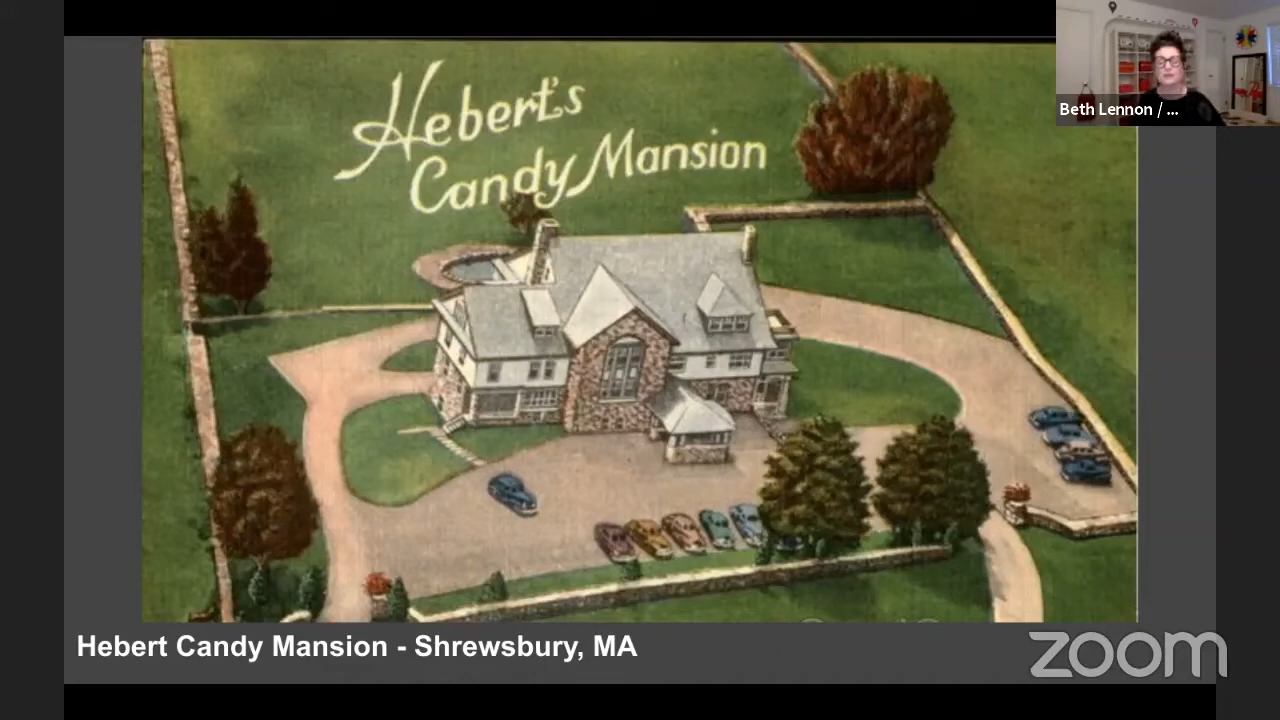 Hebert's
Candy Mansion
Beth Lennon / ...
Hebert Candy Mansion - Shrewsbury, MA
zoom